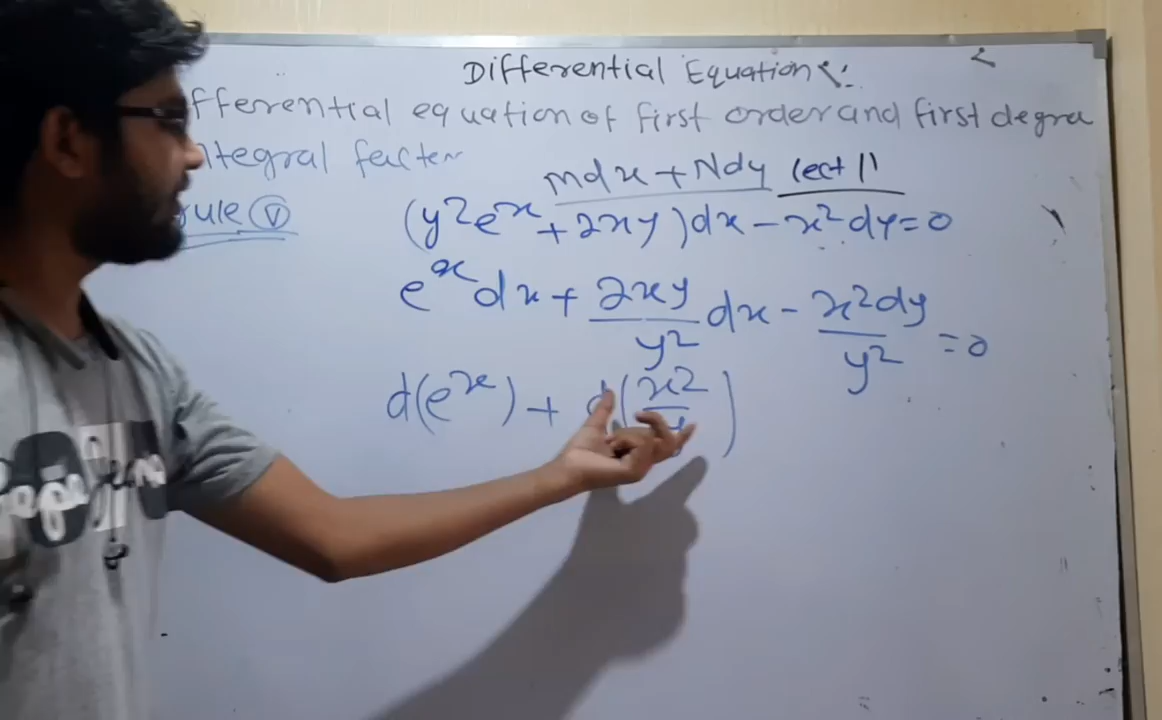 Differential Equation :
fferential equation of first order and first degree
ntegral facter
Mdx + Ndy lect 11
rule (V)
(y²eˣ + 2xy)dx - x²dy = 0
eˣdx + 2xy/y² dx - x²dy/y² = 0
d(eˣ) + d(x²/y)